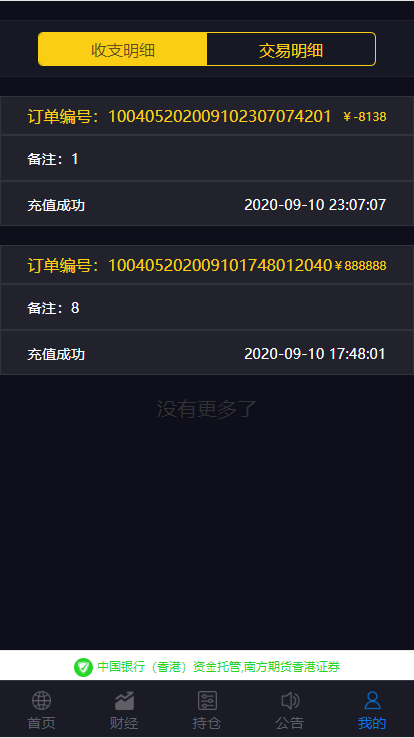 收支明细 交易明细
订单编号：100405202009102307074201 ￥-8138
备注：1
充值成功 2020-09-10 23:07:07
订单编号：100405202009101748012040 ￥888888
备注：8
充值成功 2020-09-10 17:48:01
没有更多了
中国银行（香港）资金托管,南方期货香港证券
首页 财经 持仓 公告 我的